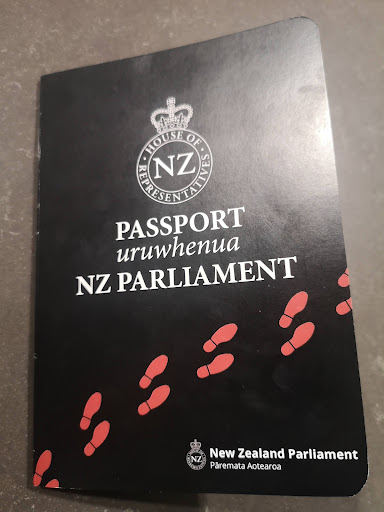 HOUSE OF
REPRESENTATIVES
NZ
PASSPORT
uruwhenua
NZ PARLIAMENT
NZ
New Zealand Parliament
Pāremata Aotearoa